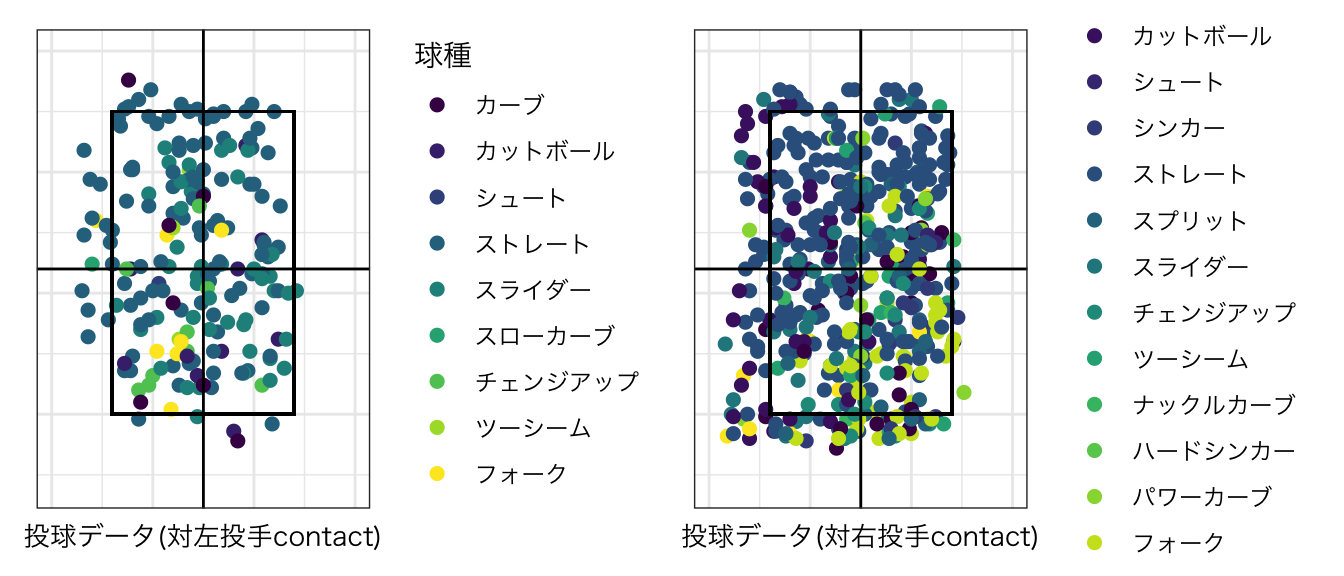 球種
カーブ
カットボール
シュート
ストレート
スライダー
スローカーブ
チェンジアップ
ツーシーム
フォーク
投球データ(対左投手contact)
カットボール
シュート
シンカー
ストレート
スプリット
スライダー
チェンジアップ
ツーシーム
ナックルカーブ
ハードシンカー
パワーカーブ
フォーク
投球データ(対右投手contact)